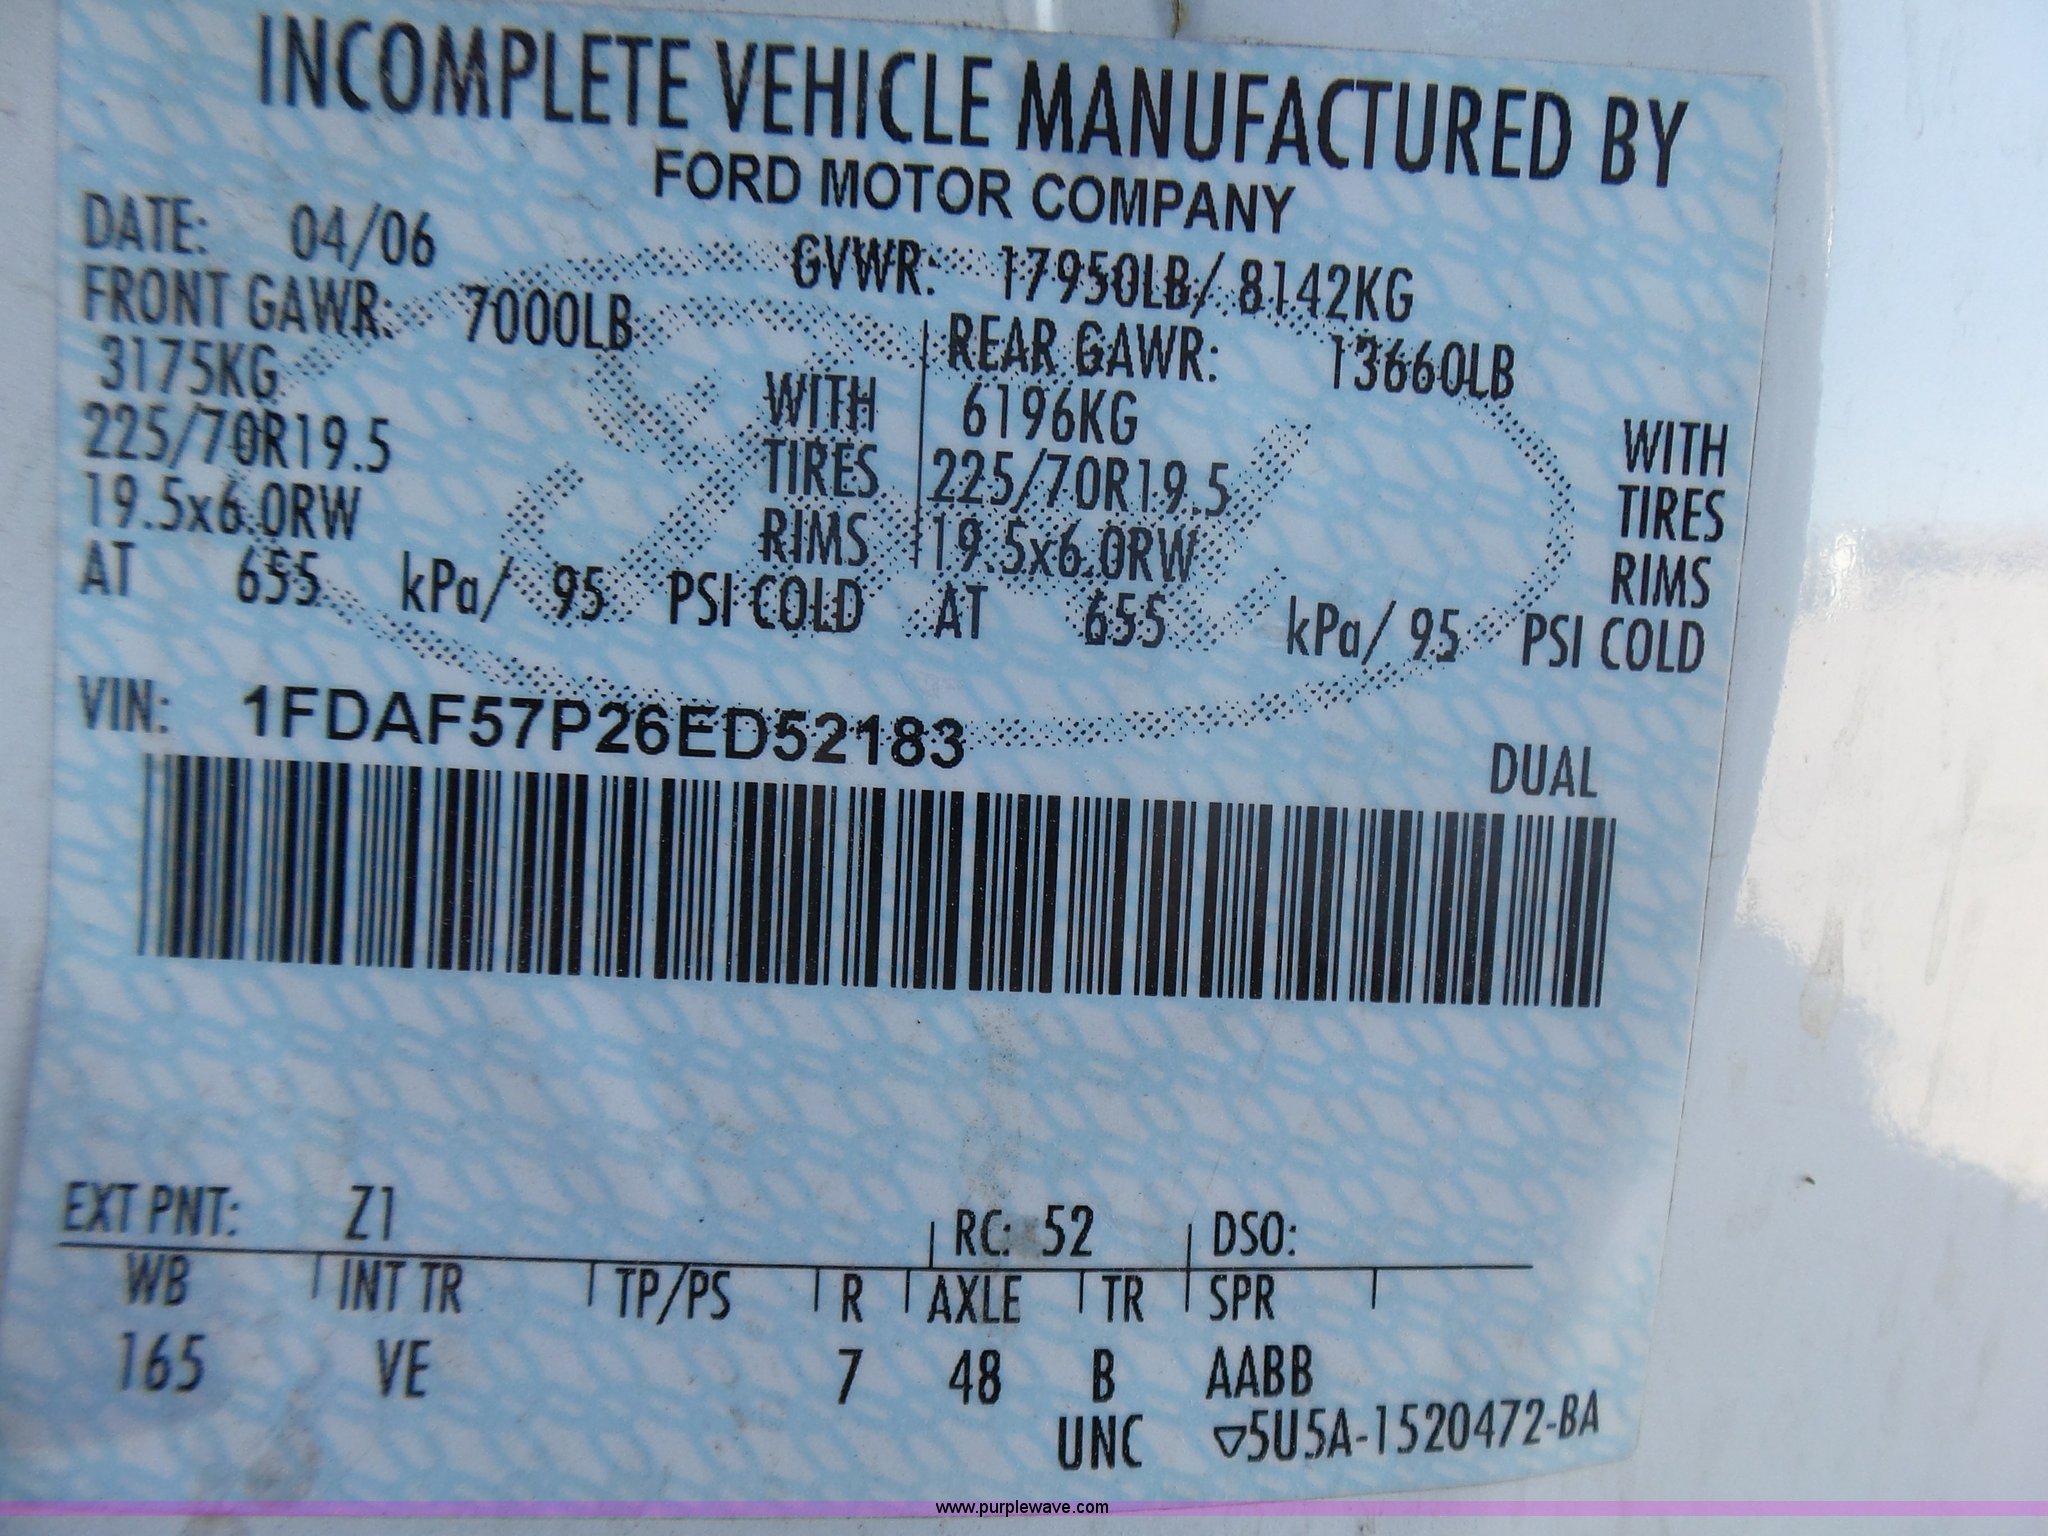 INCOMPLETE VEHICLE MANUFACTURED BY
FORD MOTOR COMPANY
DATE: 04/06 GVWR: 17950LB/ 8142KG
FRONT GAWR: 7000LB REAR GAWR: 13660LB
3175KG WITH 6196KG WITH
225/70R19.5 TIRES 225/70R19.5 TIRES
19.5x6.0RW RIMS 19.5x6.0RW RIMS
AT 655 kPa/ 95 PSI COLD AT 655 kPa/ 95 PSI COLD
VIN: 1FDAF57P26ED52183
DUAL
EXT PNT: Z1 RC: 52 DSO:
WB INT TR TP/PS R AXLE TR SPR
165 VE 7 48 B AABB
UNC ▽5U5A-1520472-BA
www.purplewave.com